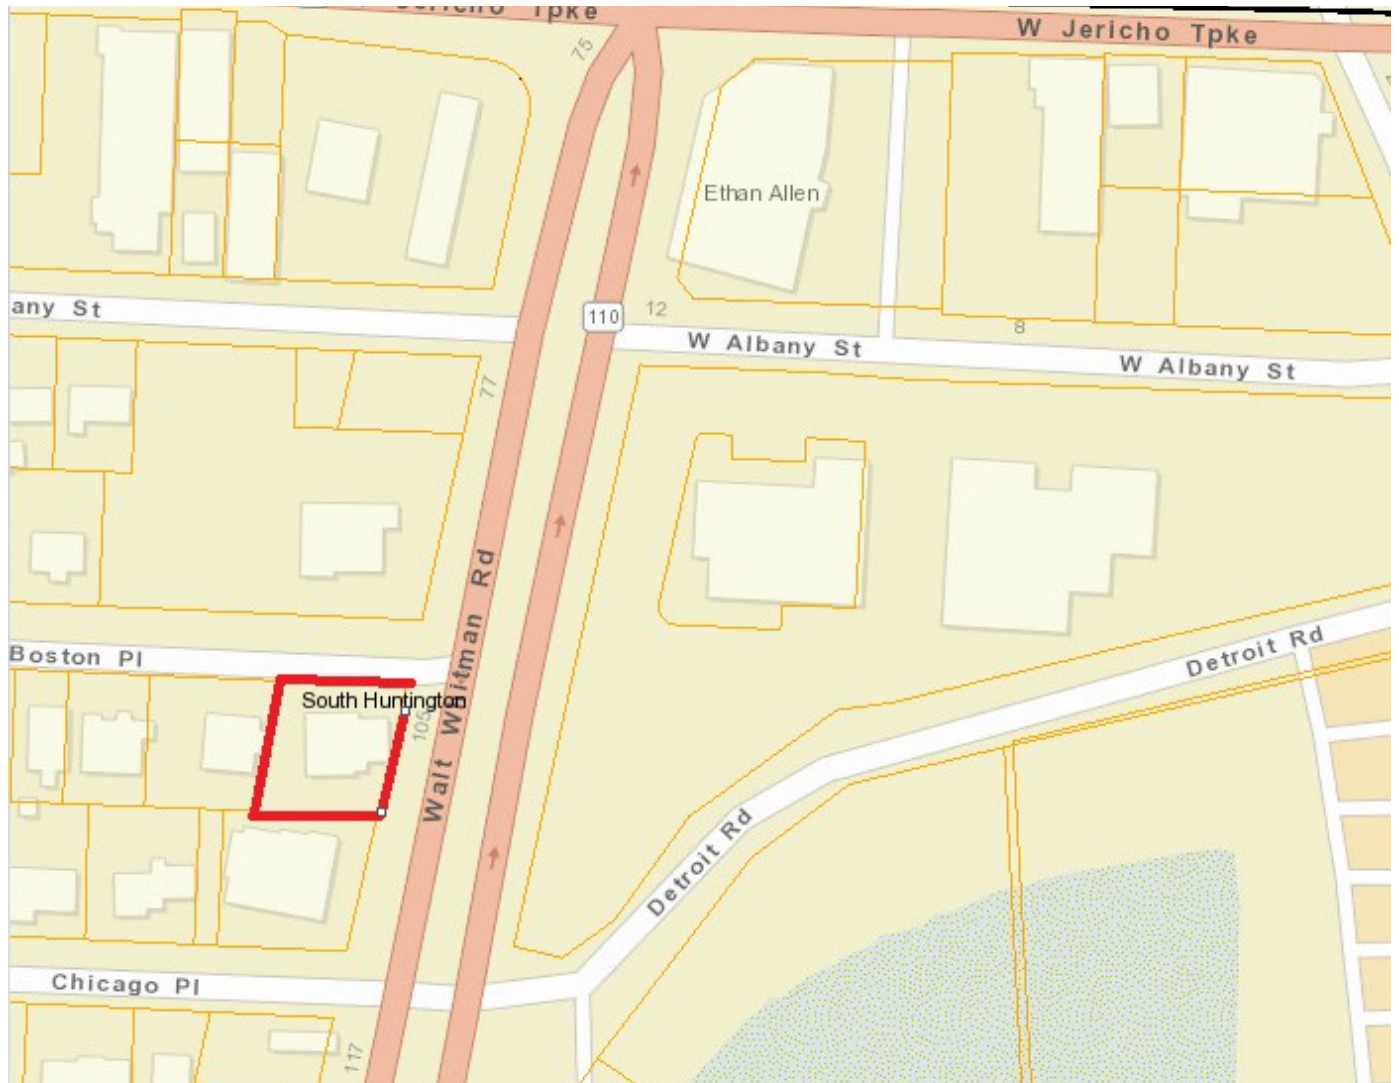 Jericho Tpke
W Jericho Tpke
75
Ethan Allen
any St
110
12
W Albany St
8
W Albany St
77
Walt Whitman Rd
Boston Pl
South Huntington
105
Detroit Rd
Detroit Rd
Chicago Pl
117